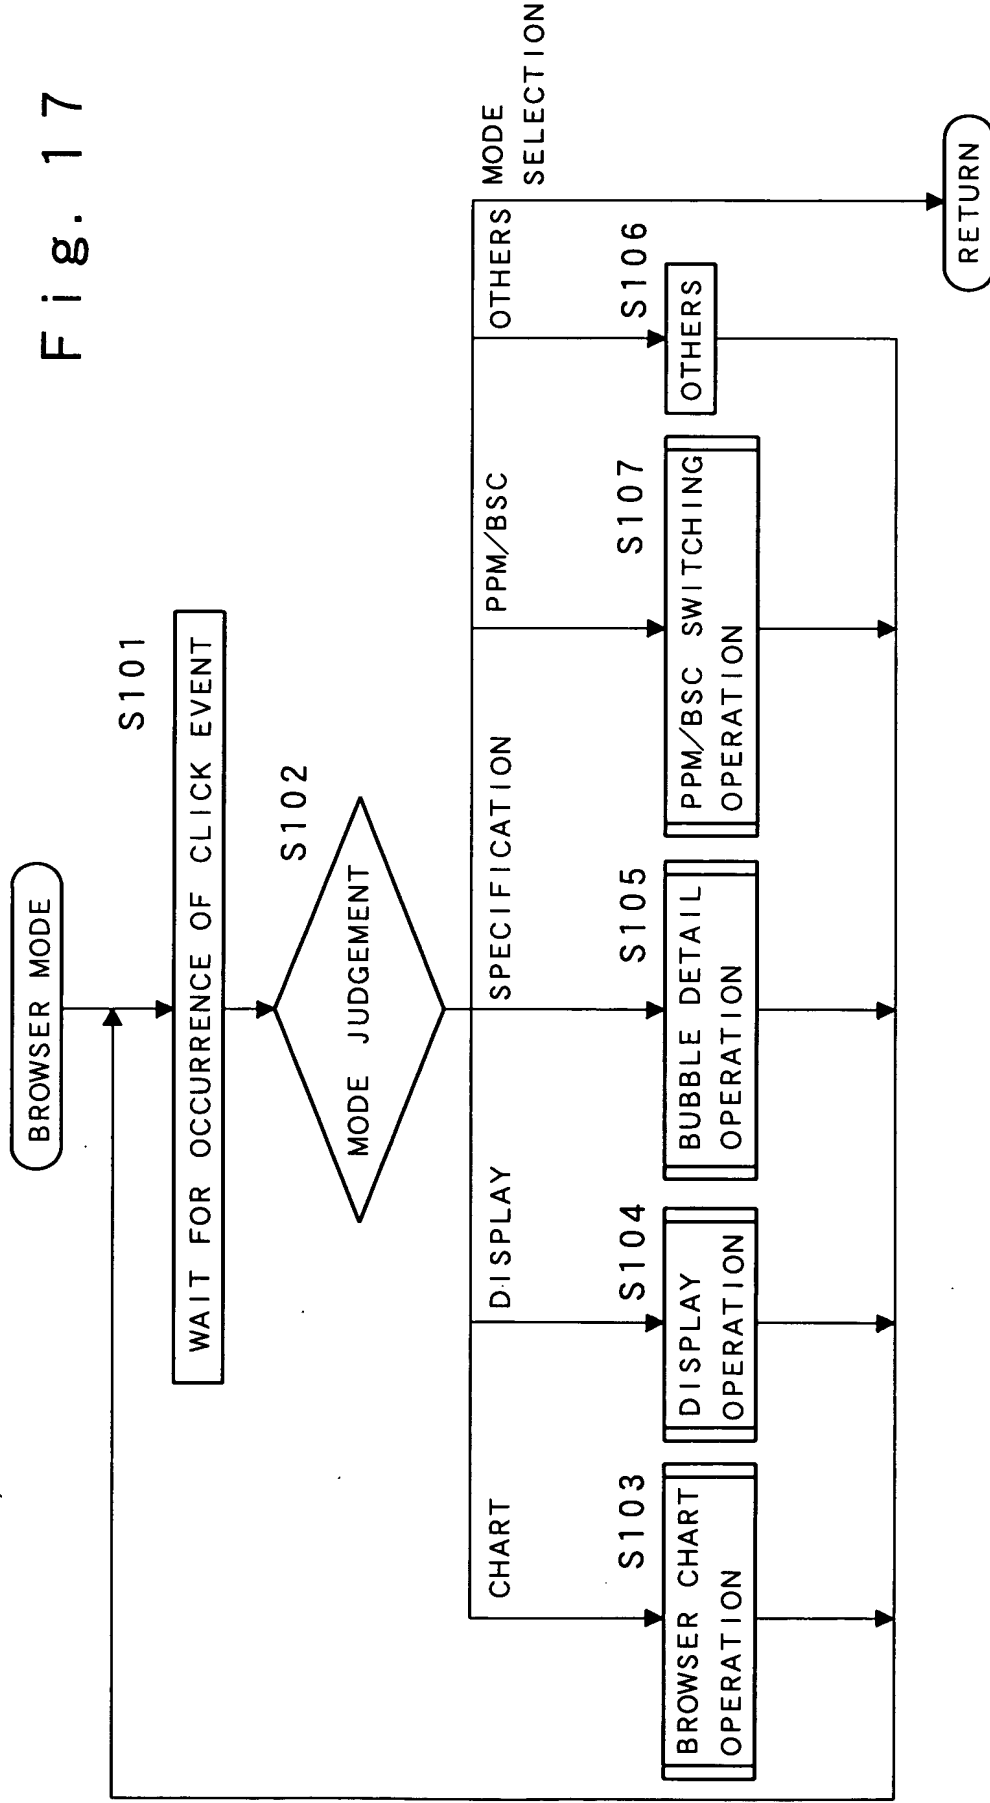 Fig. 17
BROWSER MODE
S101
WAIT FOR OCCURRENCE OF CLICK EVENT
S102
MODE JUDGEMENT
CHART
DISPLAY
SPECIFICATION
PPM/BSC
OTHERS
MODE
SELECTION
S103
BROWSER CHART
OPERATION
S104
DISPLAY
OPERATION
S105
BUBBLE DETAIL
OPERATION
S107
PPM/BSC SWITCHING
OPERATION
S106
OTHERS
RETURN